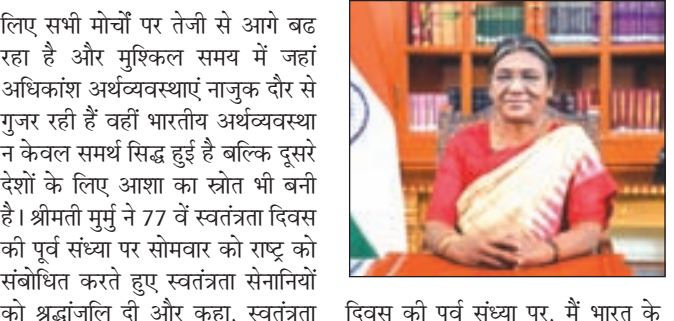 लिए सभी मोर्चों पर तेजी से आगे बढ
रहा है और मुश्किल समय में जहां
अधिकांश अर्थव्यवस्थाएं नाजुक दौर से
गुजर रही हैं वहीं भारतीय अर्थव्यवस्था
न केवल समर्थ सिद्ध हुई है बल्कि दूसरे
देशों के लिए आशा का स्रोत भी बनी
है। श्रीमती मुर्मु ने 77 वें स्वतंत्रता दिवस
की पूर्व संध्या पर सोमवार को राष्ट्र को
संबोधित करते हुए स्वतंत्रता सेनानियों
को श्रद्धांजलि दी और कहा, स्वतंत्रता
दिवस की पूर्व संध्या पर, मैं भारत के